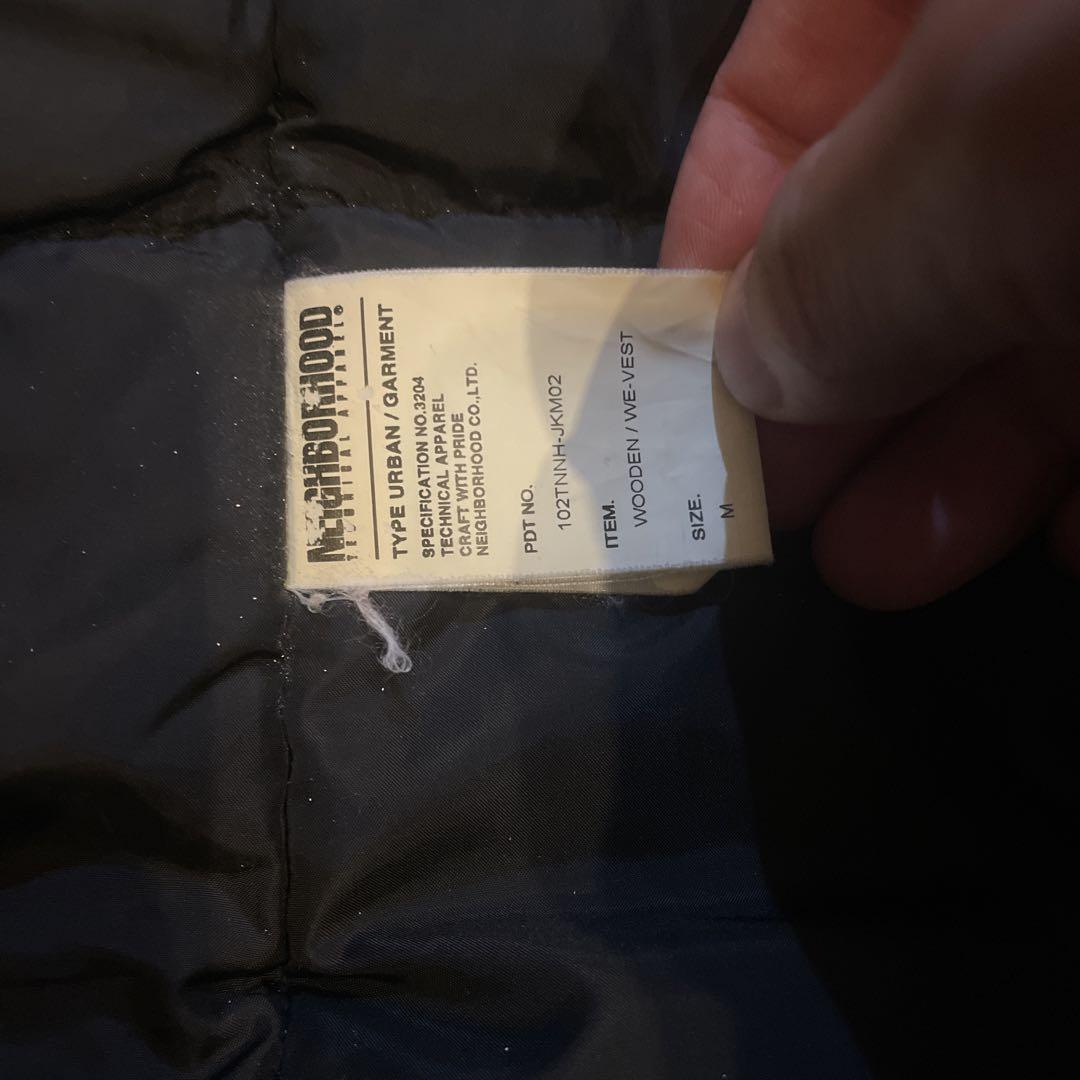 NEIGHBORHOOD
TECHNICAL APPAREL®
TYPE URBAN / GARMENT
SPECIFICATION NO.3204
TECHNICAL APPAREL
CRAFT WITH PRIDE
NEIGHBORHOOD CO.,LTD.
PDT NO.
102TNNH-JKM02
ITEM.
WOODEN / WE-VEST
SIZE.
M